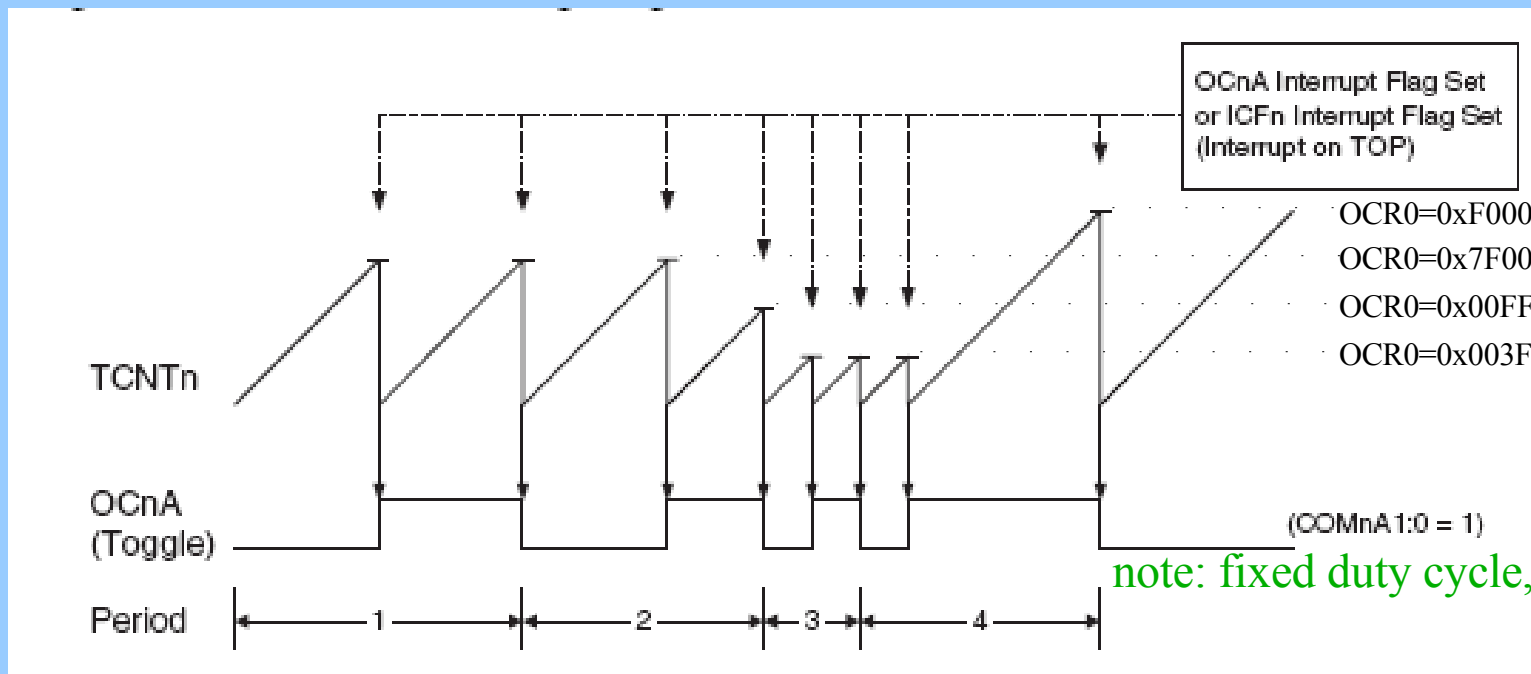 OCnA Interrupt Flag Set
or ICFn Interrupt Flag Set
(Interrupt on TOP)
OCR0=0xF000
OCR0=0x7F00
OCR0=0x00FF
OCR0=0x003F
TCNTn
OCnA
(Toggle)
(COMnA1:0 = 1)
note: fixed duty cycle,
Period
1
2
3
4